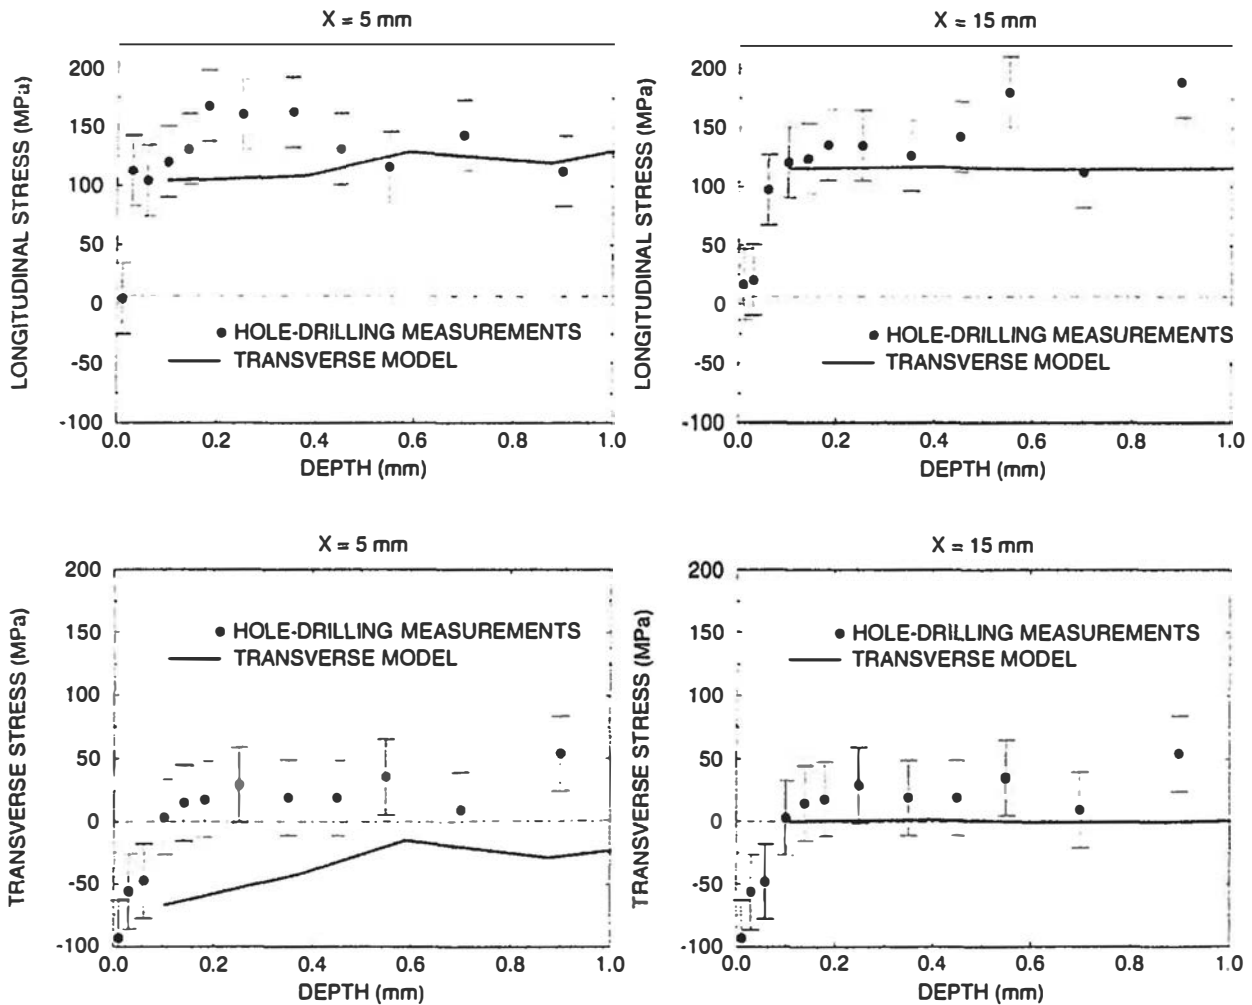 X = 5 mm
200
150
100
50
0
-50
-100
LONGITUDINAL STRESS (MPa)
HOLE-DRILLING MEASUREMENTS
TRANSVERSE MODEL
0.0 0.2 0.4 0.6 0.8 1.0
DEPTH (mm)
X = 15 mm
200
150
100
50
0
-50
-100
LONGITUDINAL STRESS (MPa)
HOLE-DRILLING MEASUREMENTS
TRANSVERSE MODEL
0.0 0.2 0.4 0.6 0.8 1.0
DEPTH (mm)
X = 5 mm
200
150
100
50
0
-50
-100
TRANSVERSE STRESS (MPa)
HOLE-DRILLING MEASUREMENTS
TRANSVERSE MODEL
0.0 0.2 0.4 0.6 0.8 1.0
DEPTH (mm)
X = 15 mm
200
150
100
50
0
-50
-100
TRANSVERSE STRESS (MPa)
HOLE-DRILLING MEASUREMENTS
TRANSVERSE MODEL
0.0 0.2 0.4 0.6 0.8 1.0
DEPTH (mm)